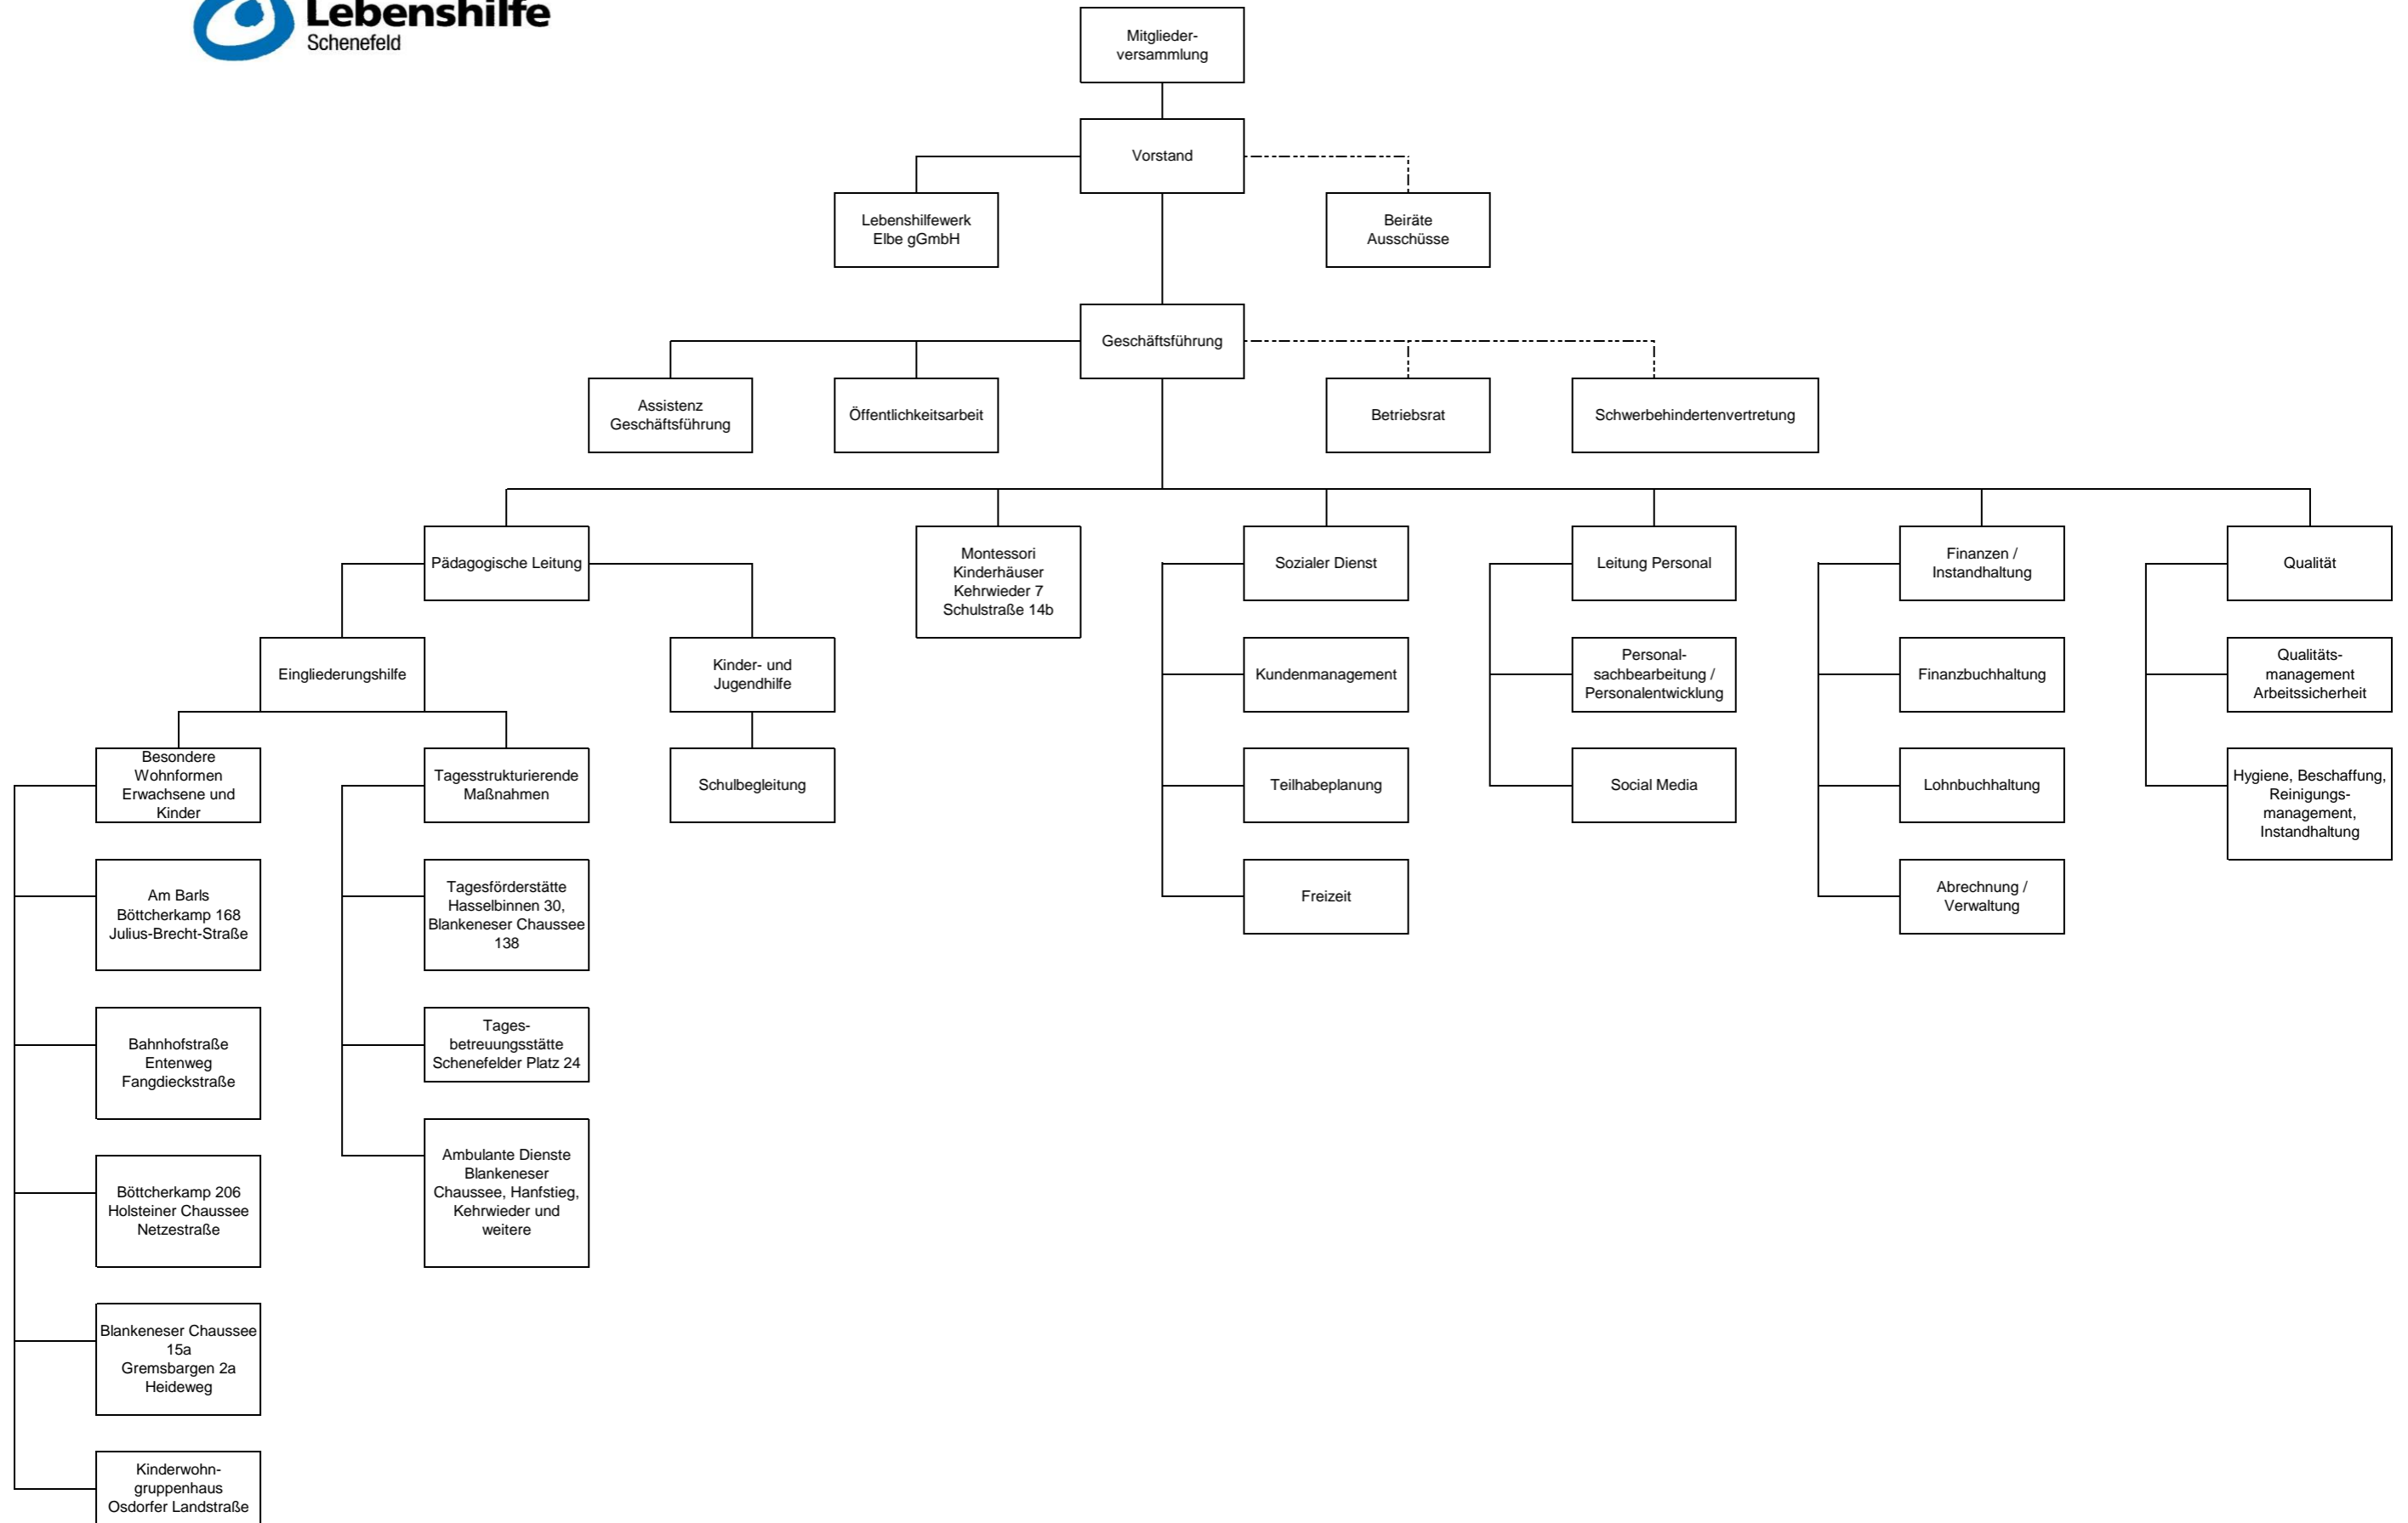 Lebenshilfe
Schenefeld
Mitglieder-
versammlung
Vorstand
Lebenshilfewerk
Elbe gGmbH
Beiräte
Ausschüsse
Geschäftsführung
Assistenz
Geschäftsführung
Öffentlichkeitsarbeit
Betriebsrat
Schwerbehindertenvertretung
Pädagogische Leitung
Montessori
Kinderhäuser
Kehrwieder 7
Schulstraße 14b
Sozialer Dienst
Leitung Personal
Finanzen /
Instandhaltung
Qualität
Eingliederungshilfe
Kinder- und
Jugendhilfe
Kundenmanagement
Personal-
sachbearbeitung /
Personalentwicklung
Finanzbuchhaltung
Qualitäts-
management
Arbeitssicherheit
Besondere
Wohnformen
Erwachsene und
Kinder
Tagesstrukturierende
Maßnahmen
Schulbegleitung
Teilhabeplanung
Social Media
Lohnbuchhaltung
Hygiene, Beschaffung,
Reinigungs-
management,
Instandhaltung
Am Barls
Böttcherkamp 168
Julius-Brecht-Straße
Tagesförderstätte
Hasselbinnen 30,
Blankeneser Chaussee
138
Freizeit
Abrechnung /
Verwaltung
Bahnhofstraße
Entenweg
Fangdieckstraße
Tages-
betreuungsstätte
Schenefelder Platz 24
Böttcherkamp 206
Holsteiner Chaussee
Netzestraße
Ambulante Dienste
Blankeneser
Chaussee, Hanfstieg,
Kehrwieder und
weitere
Blankeneser Chaussee
15a
Gremsbargen 2a
Heideweg
Kinderwohn-
gruppenhaus
Osdorfer Landstraße